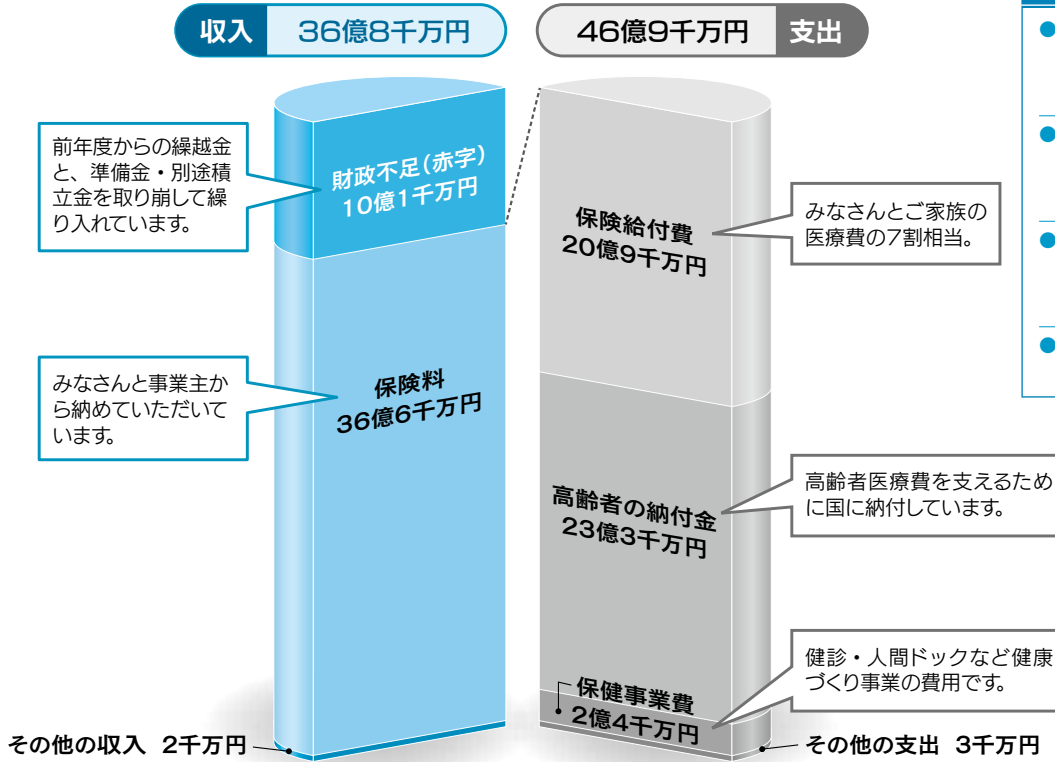 収入 36億8千万円
46億9千万円 支出
前年度からの繰越金
と、準備金・別途積
立金を取り崩して繰
り入れています。
財政不足(赤字)
10億1千万円
みなさんと事業主か
ら納めていただいて
います。
保険料
36億6千万円
その他の収入 2千万円
保険給付費
20億9千万円
みなさんとご家族の
医療費の7割相当。
高齢者の納付金
23億3千万円
高齢者医療費を支えるため
に国に納付しています。
保健事業費
2億4千万円
健診・人間ドックなど健康
づくり事業の費用です。
その他の支出 3千万円